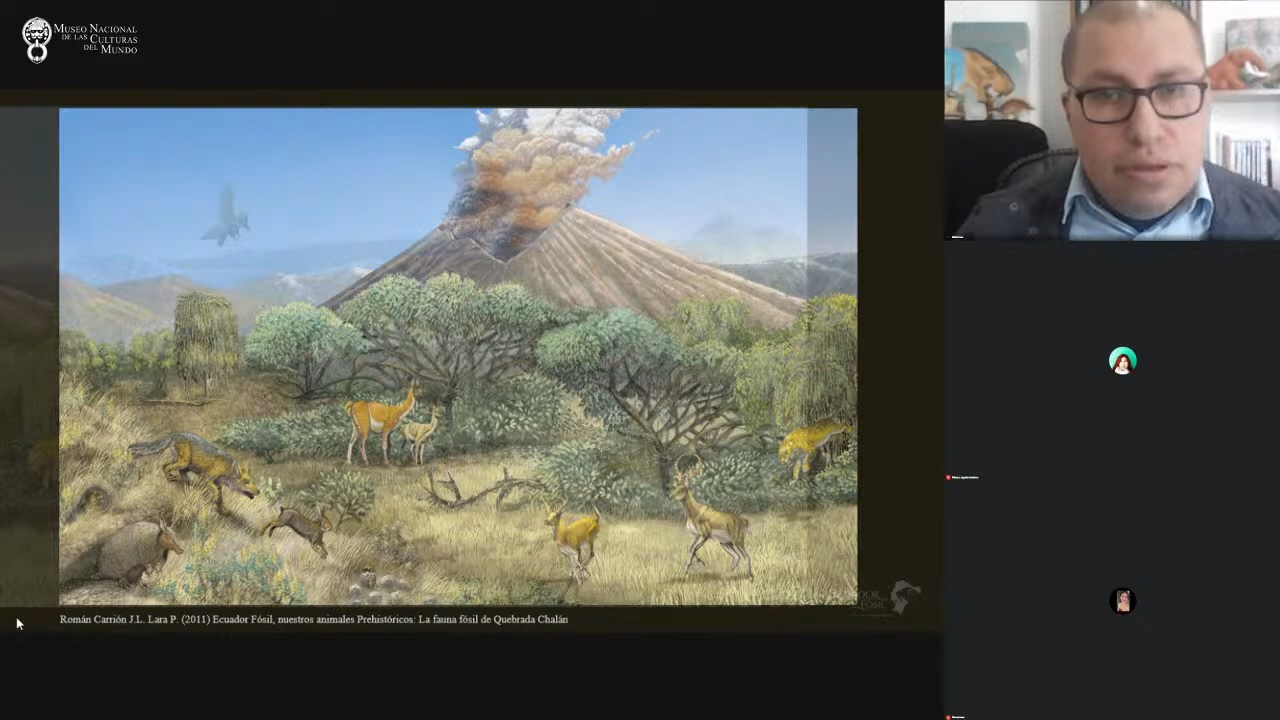 MUSEO NACIONAL
DE LAS CULTURAS
DEL MUNDO
Román Carrión J.L. Lara P. (2011) Ecuador Fósil, nuestros animales Prehistóricos: La fauna fósil de Quebrada Chalán